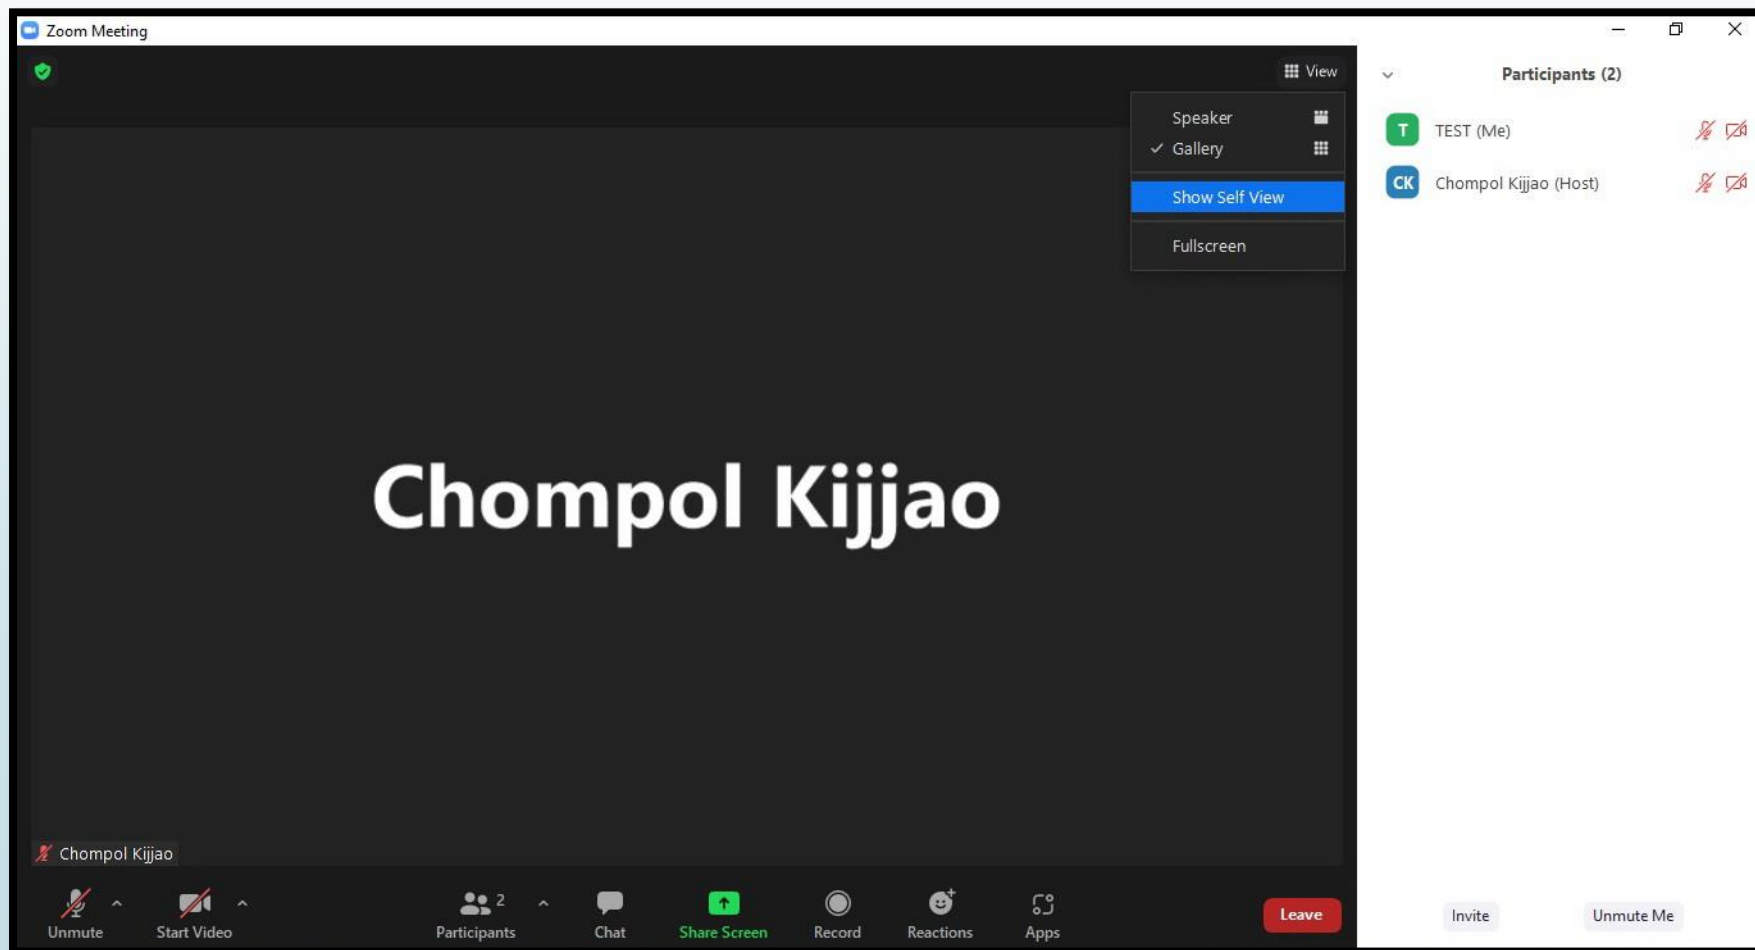 Zoom Meeting
View
Speaker
Gallery
Show Self View
Fullscreen
Participants (2)
T TEST (Me)
CK Chompol Kijjao (Host)
Chompol Kijjao
Chompol Kijjao
Unmute
Start Video
2
Participants
Chat
Share Screen
Record
Reactions
Apps
Leave
Invite
Unmute Me